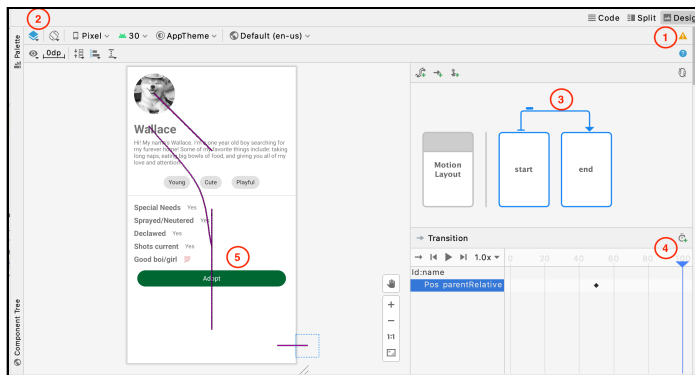 Code Split Desig
2 1
Palette
Pixel 30 AppTheme Default (en-us)
0dp
3
Motion
Layout
start end
Wallace
Hi! My name's Wallace. I'm a one year old boy searching for
my furever home! Some of my favorite things include: taking
long naps, eating big bowls of food, and giving you all of my
love and attention.
Young Cute Playful
Special Needs Yes
Sprayed/Neutered Yes
Declawed Yes
Shots current Yes
Good boi/girl
5
Adopt
Transition
4
1.0x 0 20 40 60 80 100
Id:name
Pos parentRelative
1:1
Component Tree